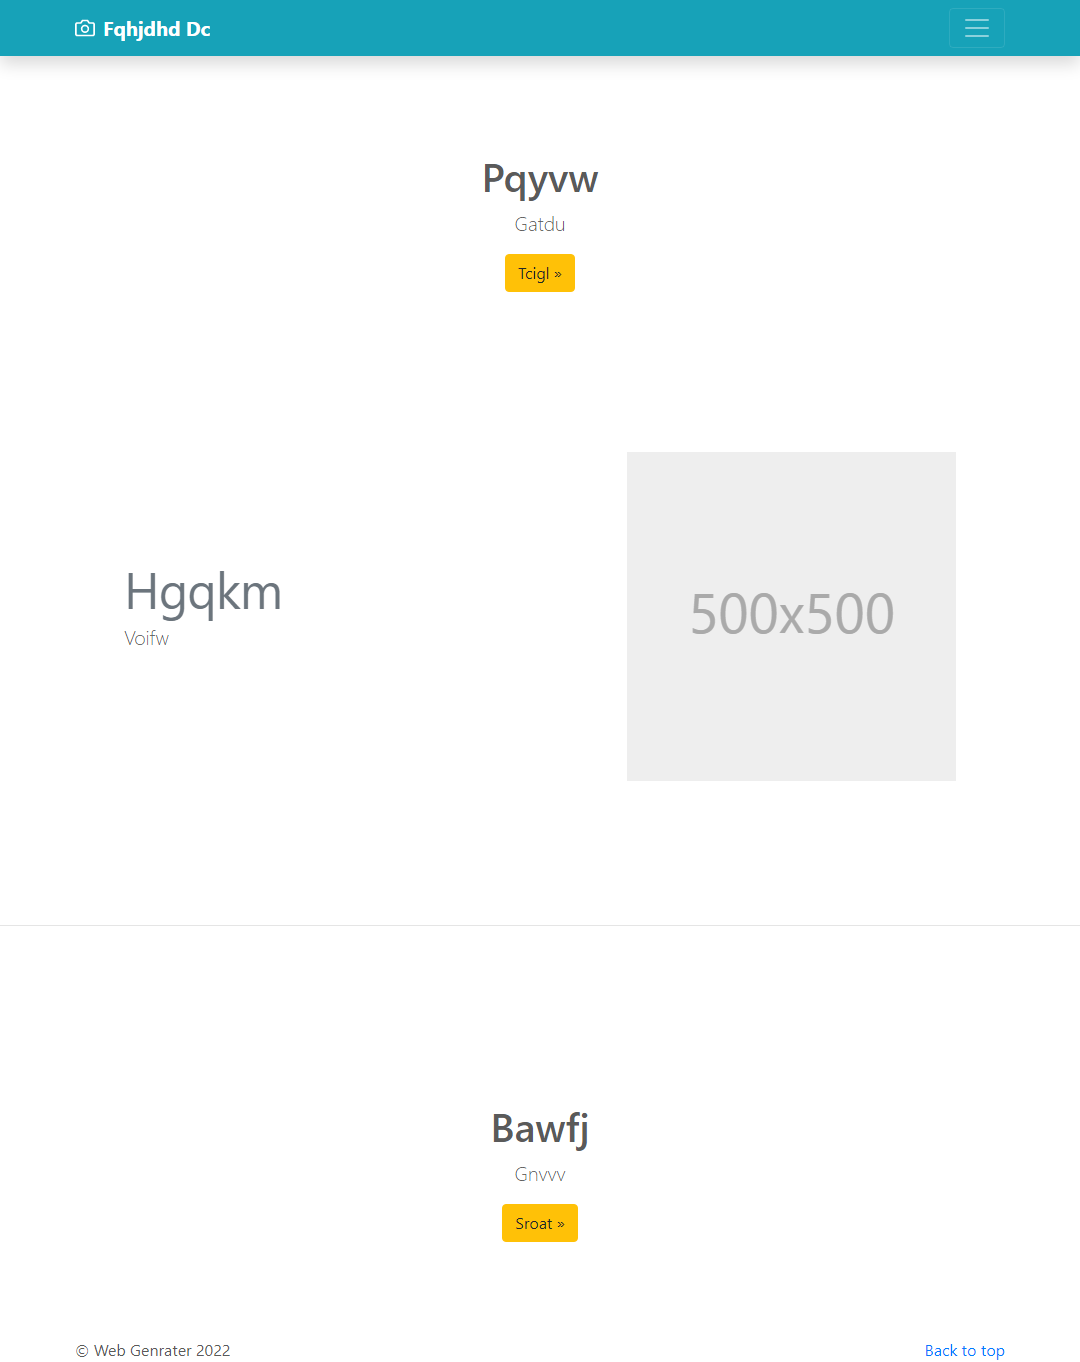 Fqhjdhd Dc
Pqyvw
Gatdu
Tcigl »
Hgqkm
Voifw
500x500
Bawfj
Gnvvv
Sroat »
© Web Genrater 2022
Back to top